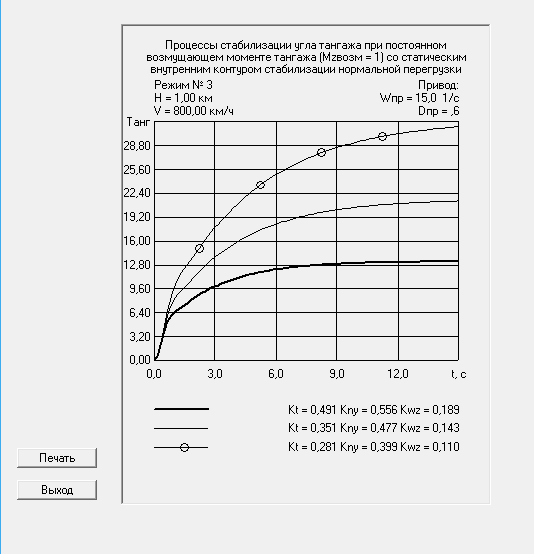 Процессы стабилизации угла тангажа при постоянном
возмущающем моменте тангажа (Mzвозм = 1) со статическим
внутренним контуром стабилизации нормальной перегрузки
Режим № 3 Привод:
H = 1,00 км Wпр = 15,0 1/с
V = 800,00 км/ч Dпр = ,6
Танг
28,80
25,60
22,40
19,20
16,00
12,80
9,60
6,40
3,20
0,00
0,0 3,0 6,0 9,0 12,0 t, с
Kt = 0,491 Kny = 0,556 Kwz = 0,189
Kt = 0,351 Kny = 0,477 Kwz = 0,143
Kt = 0,281 Kny = 0,399 Kwz = 0,110
Печать
Выход